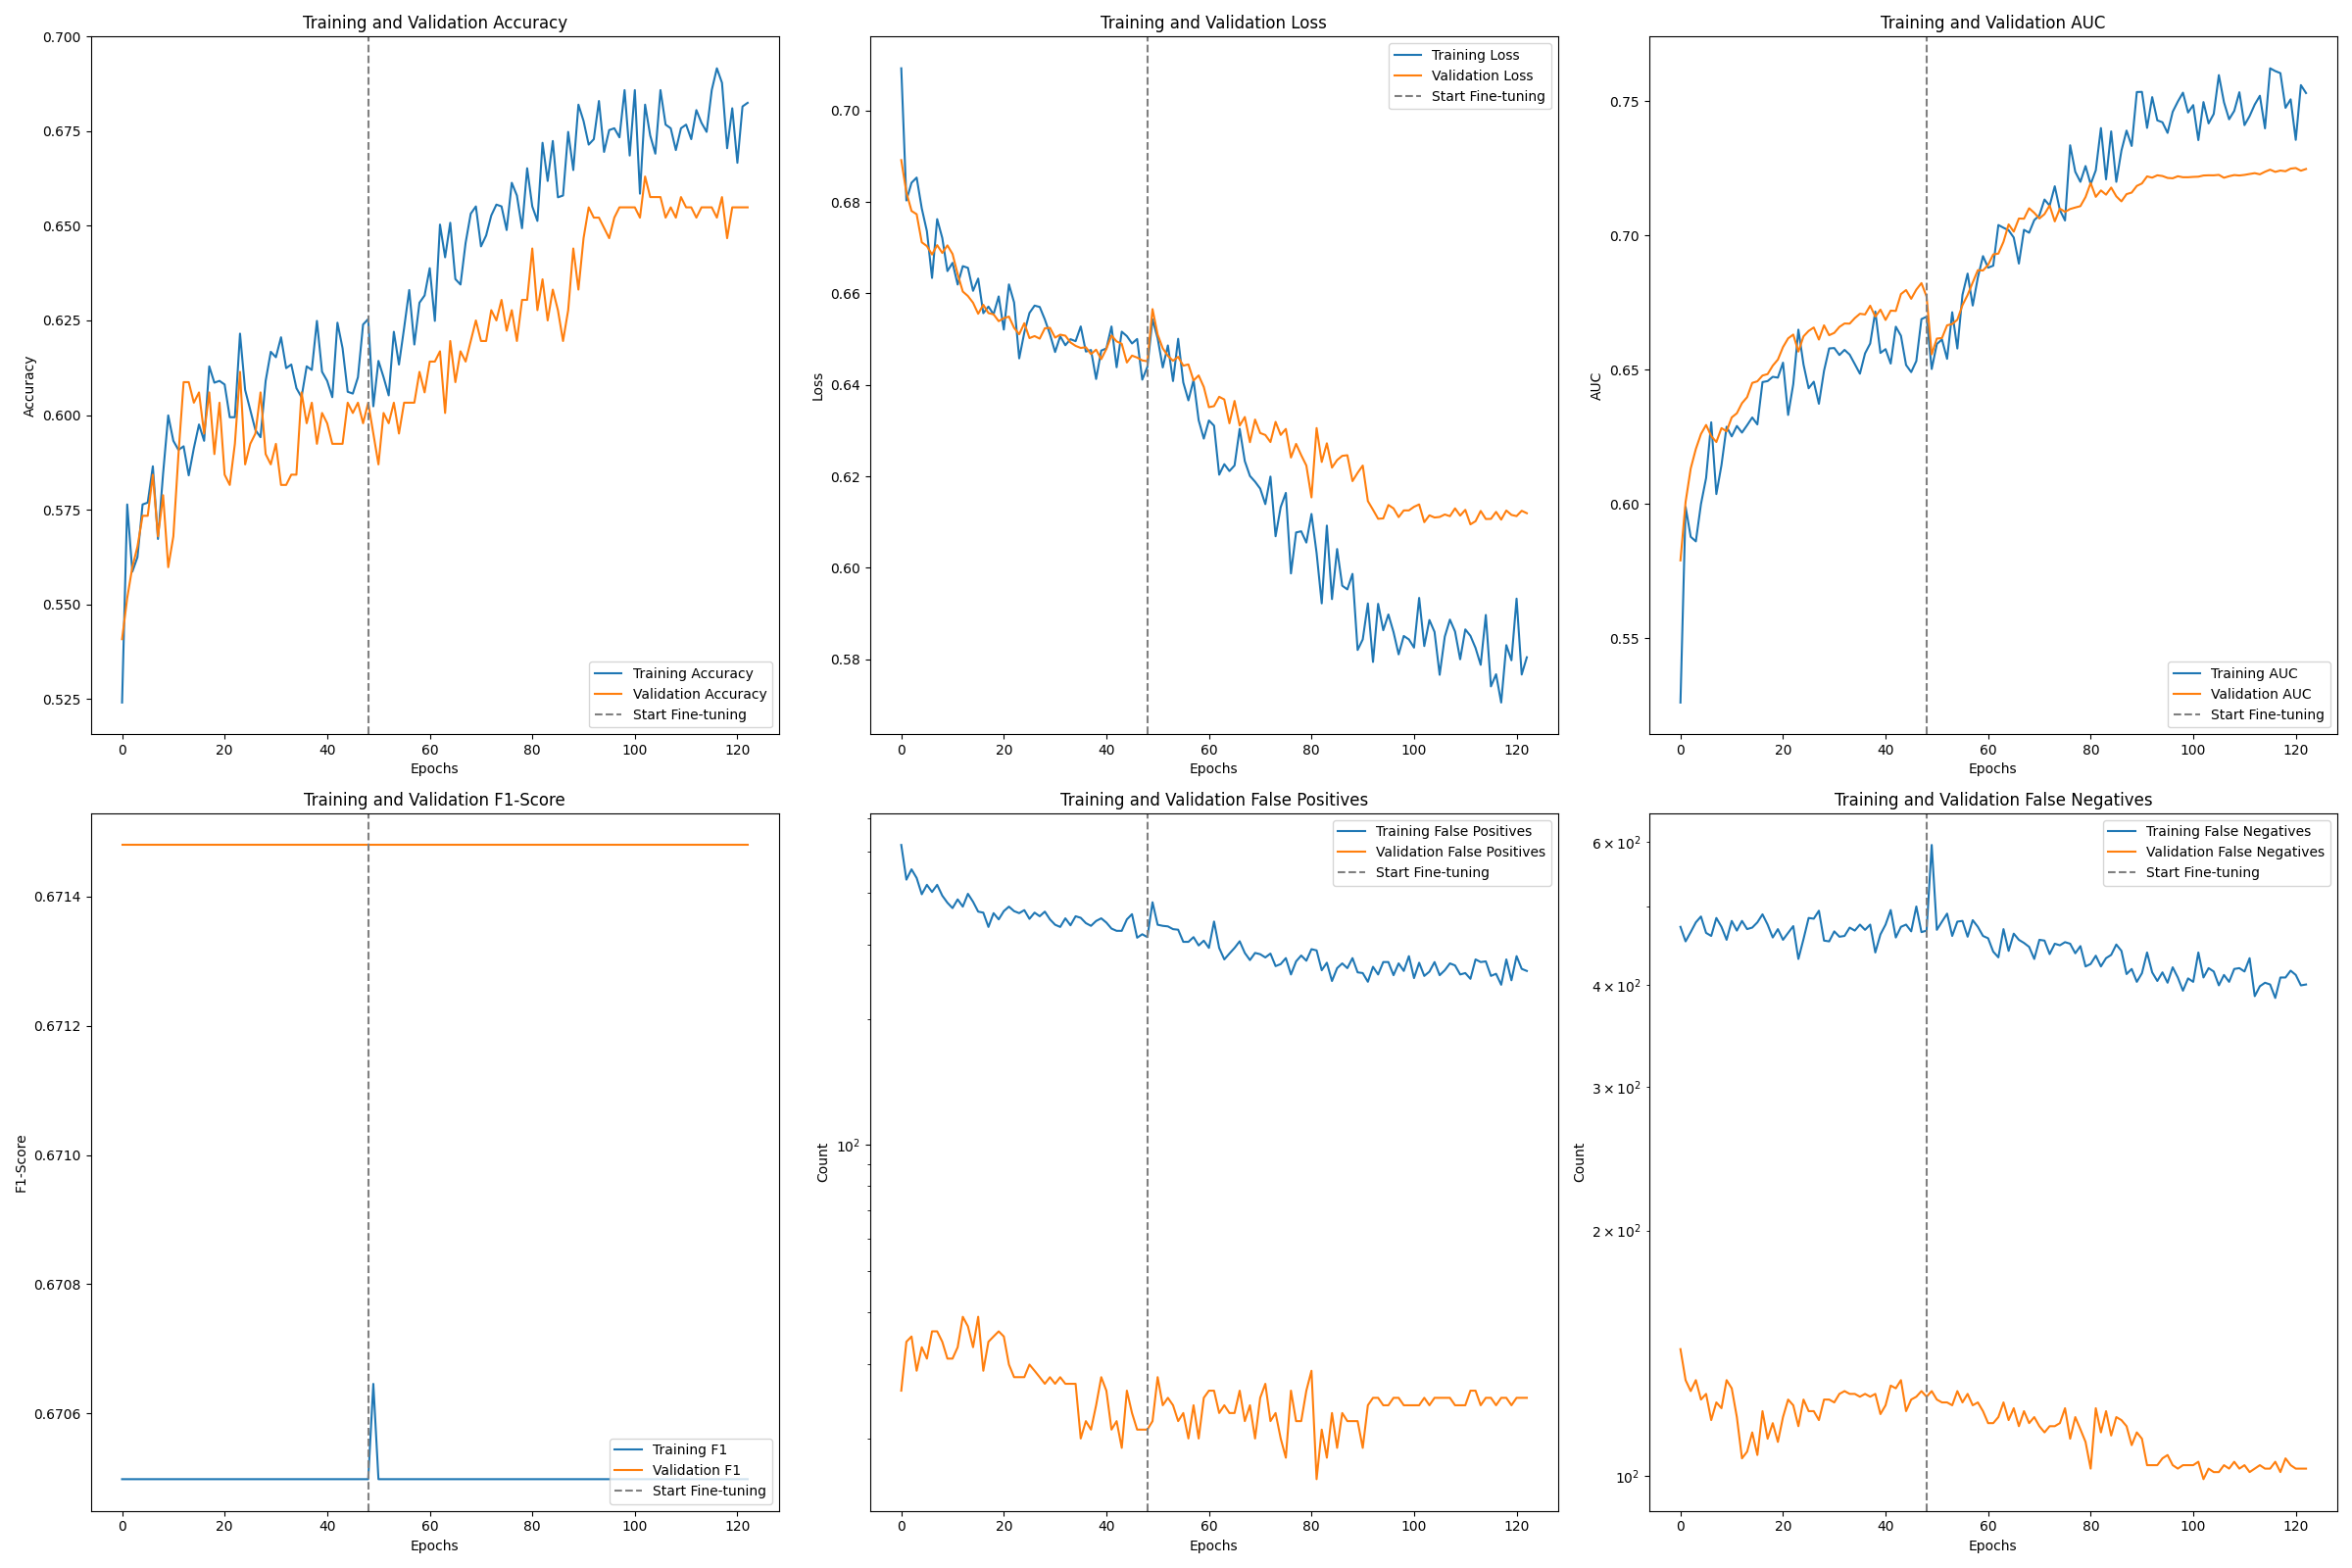 Training and Validation Accuracy
0.700
0.675
0.650
0.625
0.600
0.575
0.550
0.525
Accuracy
Training Accuracy
Validation Accuracy
Start Fine-tuning
0 20 40 60 80 100 120
Epochs
Training and Validation Loss
0.70
0.68
0.66
0.64
0.62
0.60
0.58
Loss
Training Loss
Validation Loss
Start Fine-tuning
0 20 40 60 80 100 120
Epochs
Training and Validation AUC
0.75
0.70
0.65
0.60
0.55
AUC
Training AUC
Validation AUC
Start Fine-tuning
0 20 40 60 80 100 120
Epochs
Training and Validation F1-Score
0.6714
0.6712
0.6710
0.6708
0.6706
F1-Score
Training F1
Validation F1
Start Fine-tuning
0 20 40 60 80 100 120
Epochs
Training and Validation False Positives
10²
Count
Training False Positives
Validation False Positives
Start Fine-tuning
0 20 40 60 80 100 120
Epochs
Training and Validation False Negatives
6 × 10²
4 × 10²
3 × 10²
2 × 10²
10²
Count
Training False Negatives
Validation False Negatives
Start Fine-tuning
0 20 40 60 80 100 120
Epochs